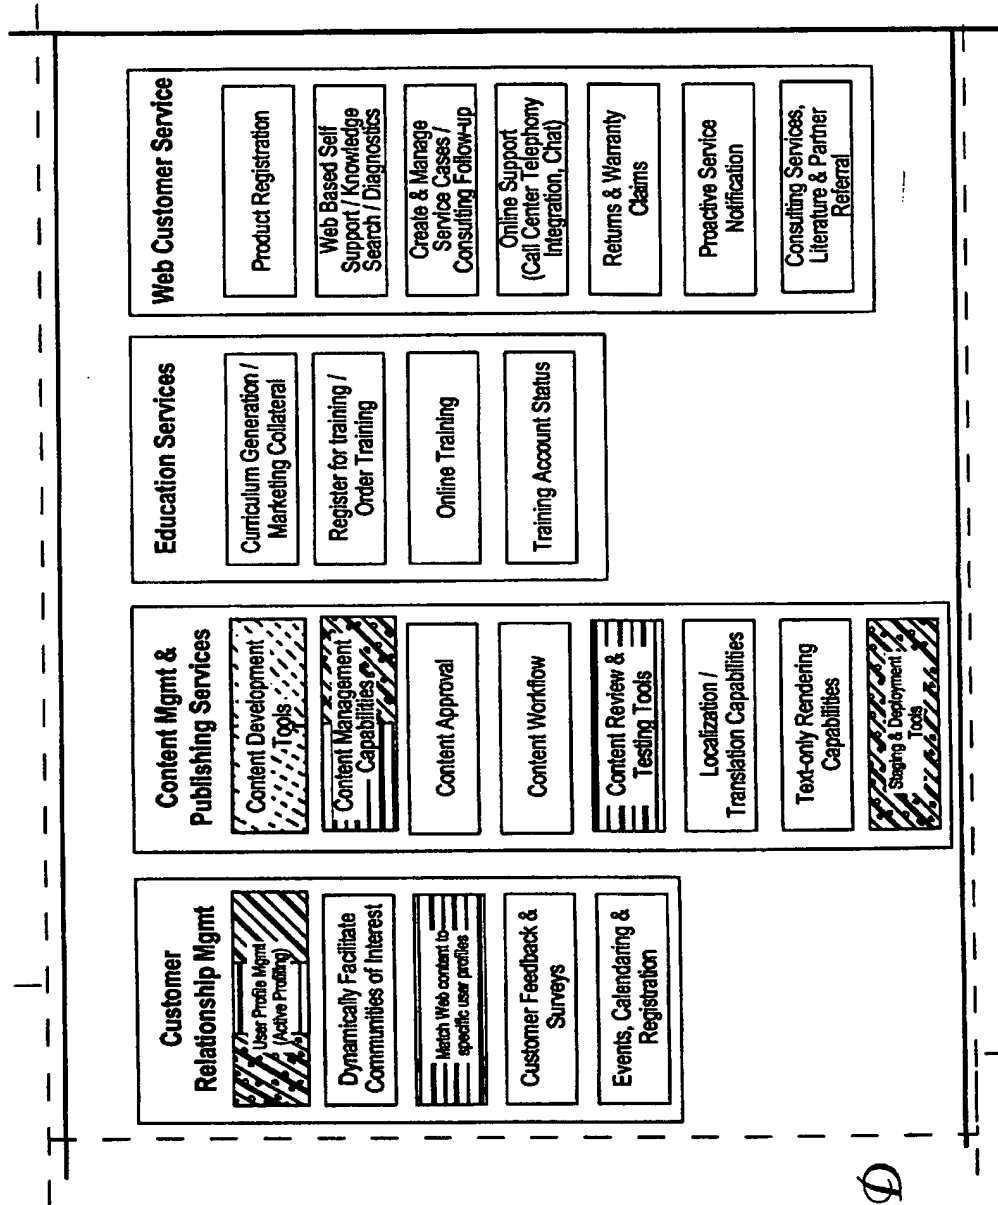 Customer
Relationship Mgmt
User Profile Mgmt
(Active Profiling)
Dynamically Facilitate
Communities of Interest
Match Web content to
specific user profiles
Customer Feedback &
Surveys
Events, Calendaring &
Registration
Content Mgmt &
Publishing Services
Content Development
Tools
Content Management
Capabilities
Content Approval
Content Workflow
Content Review &
Testing Tools
Localization /
Translation Capabilities
Text-only Rendering
Capabilities
Staging & Deployment
Tools
Education Services
Curriculum Generation /
Marketing Collateral
Register for training /
Order Training
Online Training
Training Account Status
Web Customer Service
Product Registration
Web Based Self
Support / Knowledge
Search / Diagnostics
Create & Manage
Service Cases /
Consulting Follow-up
Online Support
(Call Center Telephony
Integration, Chat)
Returns & Warranty
Claims
Proactive Service
Notification
Consulting Services,
Literature & Partner
Referral
D